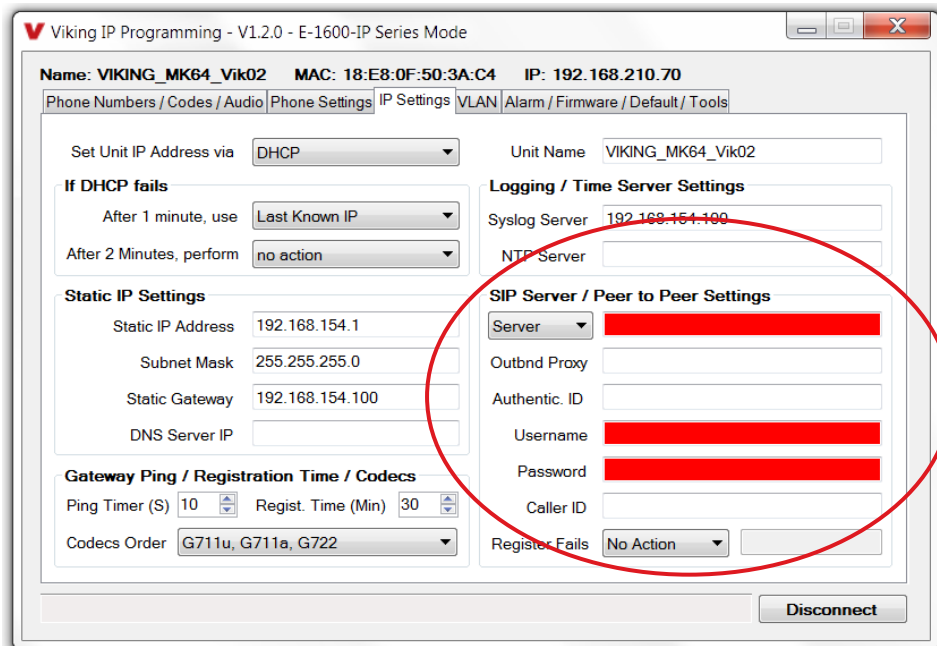 Viking IP Programming - V1.2.0 - E-1600-IP Series Mode
Name: VIKING_MK64_Vik02 MAC: 18:E8:0F:50:3A:C4 IP: 192.168.210.70
Phone Numbers / Codes / Audio Phone Settings IP Settings VLAN Alarm / Firmware / Default / Tools
Set Unit IP Address via DHCP
Unit Name VIKING_MK64_Vik02
If DHCP fails
After 1 minute, use Last Known IP
After 2 Minutes, perform no action
Logging / Time Server Settings
Syslog Server 192.168.154.100
NTP Server
Static IP Settings
Static IP Address 192.168.154.1
Subnet Mask 255.255.255.0
Static Gateway 192.168.154.100
DNS Server IP
SIP Server / Peer to Peer Settings
Server
Outbnd Proxy
Authentic. ID
Username
Password
Caller ID
Register Fails No Action
Gateway Ping / Registration Time / Codecs
Ping Timer (S) 10 Regist. Time (Min) 30
Codecs Order G711u, G711a, G722
Disconnect